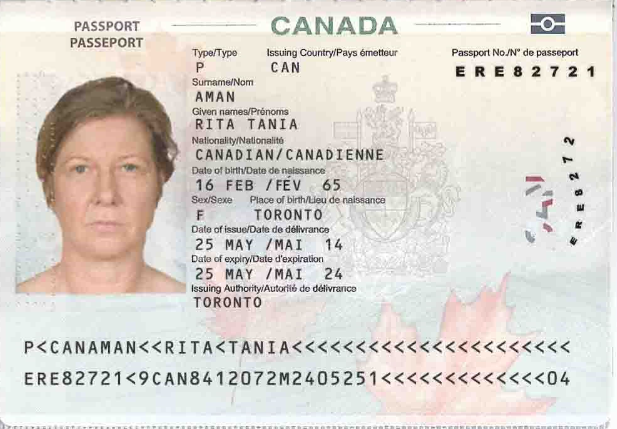 PASSPORT
PASSEPORT
CANADA
Type/Type Issuing Country/Pays émetteur Passport No./N° de passeport
P CAN ERE82721
Surname/Nom
AMAN
Given names/Prénoms
RITA TANIA
Nationality/Nationalité
CANADIAN/CANADIENNE
Date of birth/Date de naissance
16 FEB /FÉV 65
Sex/Sexe Place of birth/Lieu de naissance
F TORONTO
Date of issue/Date de délivrance
25 MAY /MAI 14
Date of expiry/Date d'expiration
25 MAY /MAI 24
Issuing Authority/Autorité de délivrance
TORONTO
ERE8272
P<CANAMAN<<RITA<TANIA<<<<<<<<<<<<<<<<<<<<<<<
ERE82721<9CAN8412072M2405251<<<<<<<<<<<<<<04